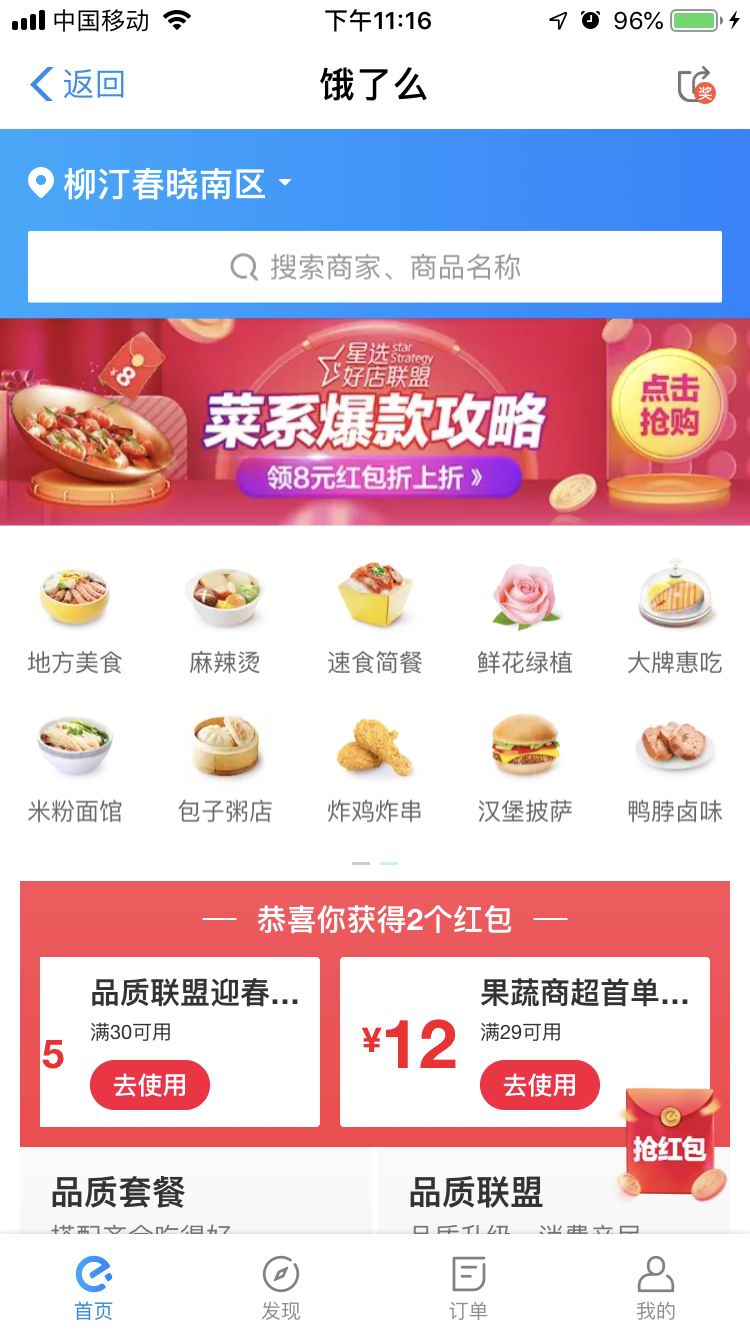 中国移动
下午11:16
96%
返回
饿了么
奖
柳汀春晓南区
搜索商家、商品名称
¥8
星选 Star Strategy
好店联盟
菜系爆款攻略
领8元红包折上折》
点击
抢购
地方美食
麻辣烫
速食简餐
鲜花绿植
大牌惠吃
米粉面馆
包子粥店
炸鸡炸串
汉堡披萨
鸭脖卤味
恭喜你获得2个红包
5
品质联盟迎春...
满30可用
去使用
¥12
果蔬商超首单...
满29可用
去使用
抢红包
品质套餐
品质联盟
首页
发现
订单
我的